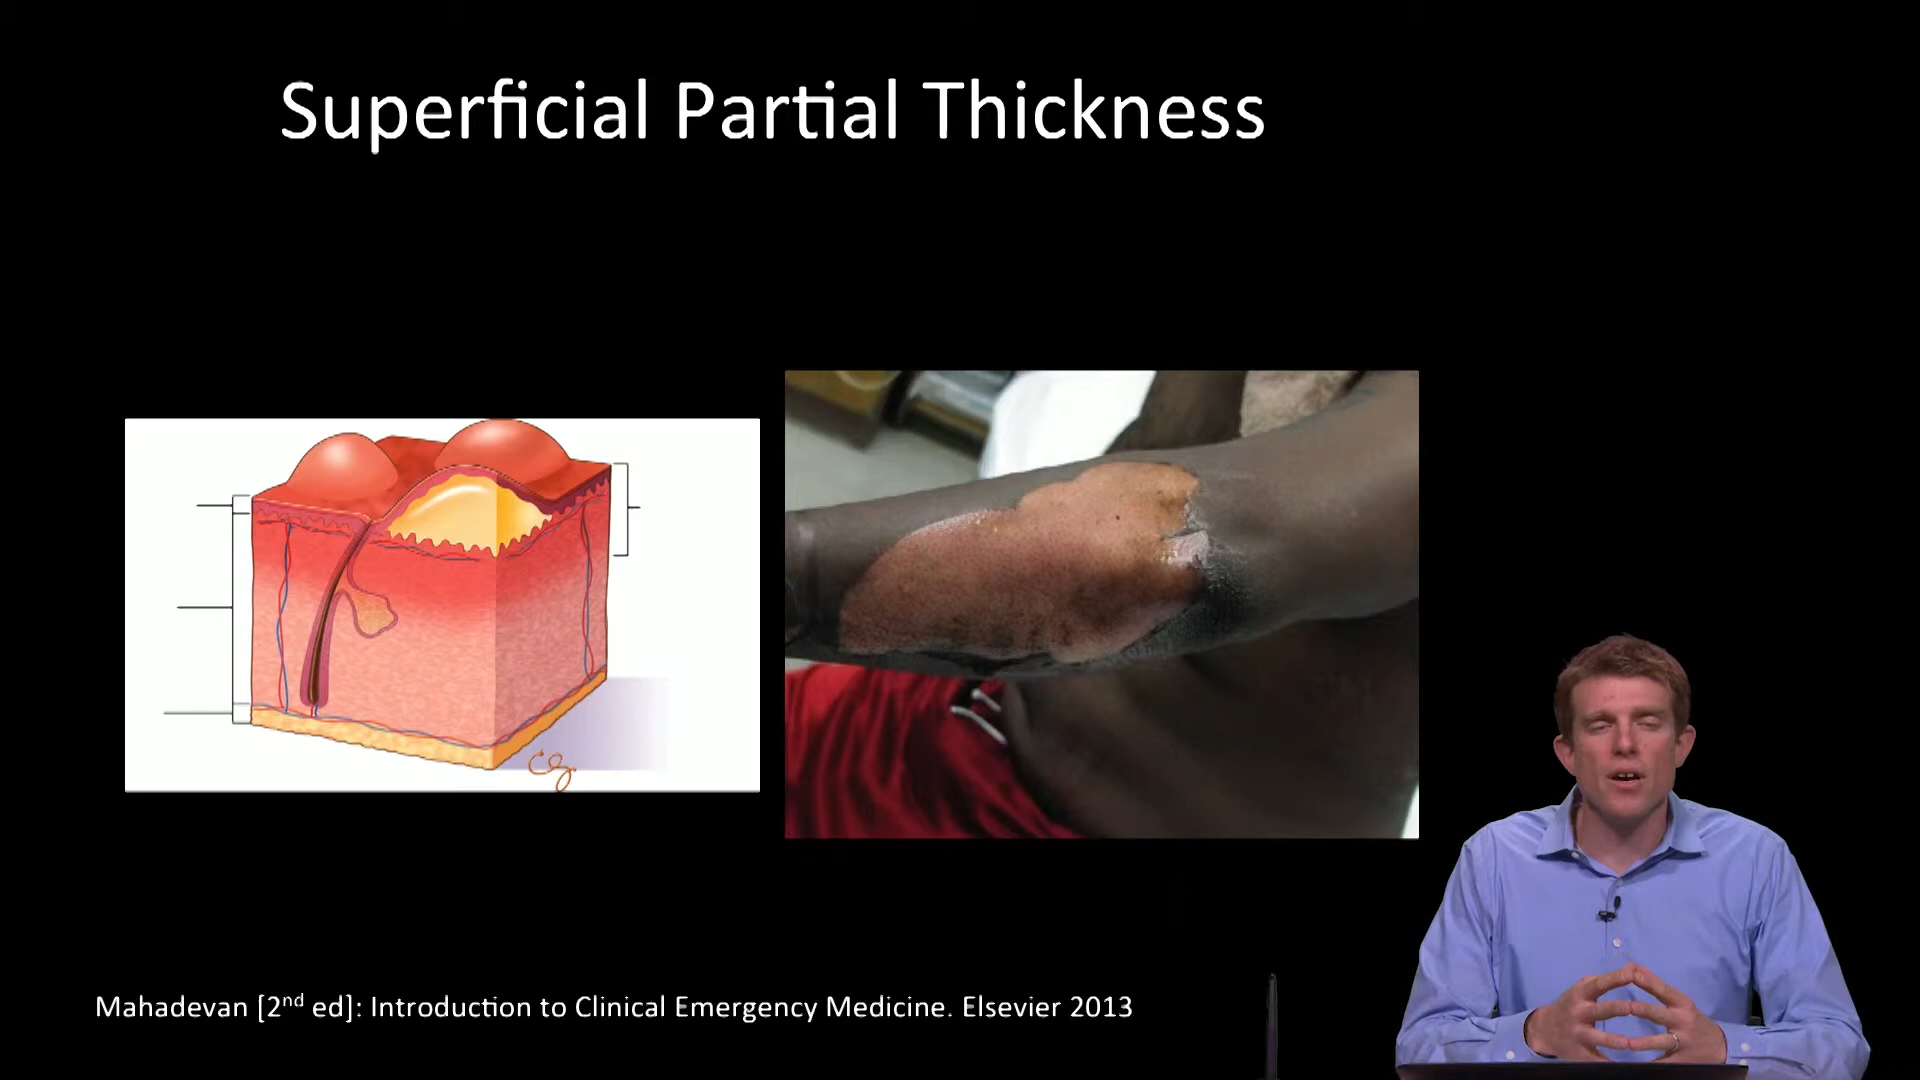 Superficial Partial Thickness
Mahadevan [2nd ed]: Introduction to Clinical Emergency Medicine. Elsevier 2013